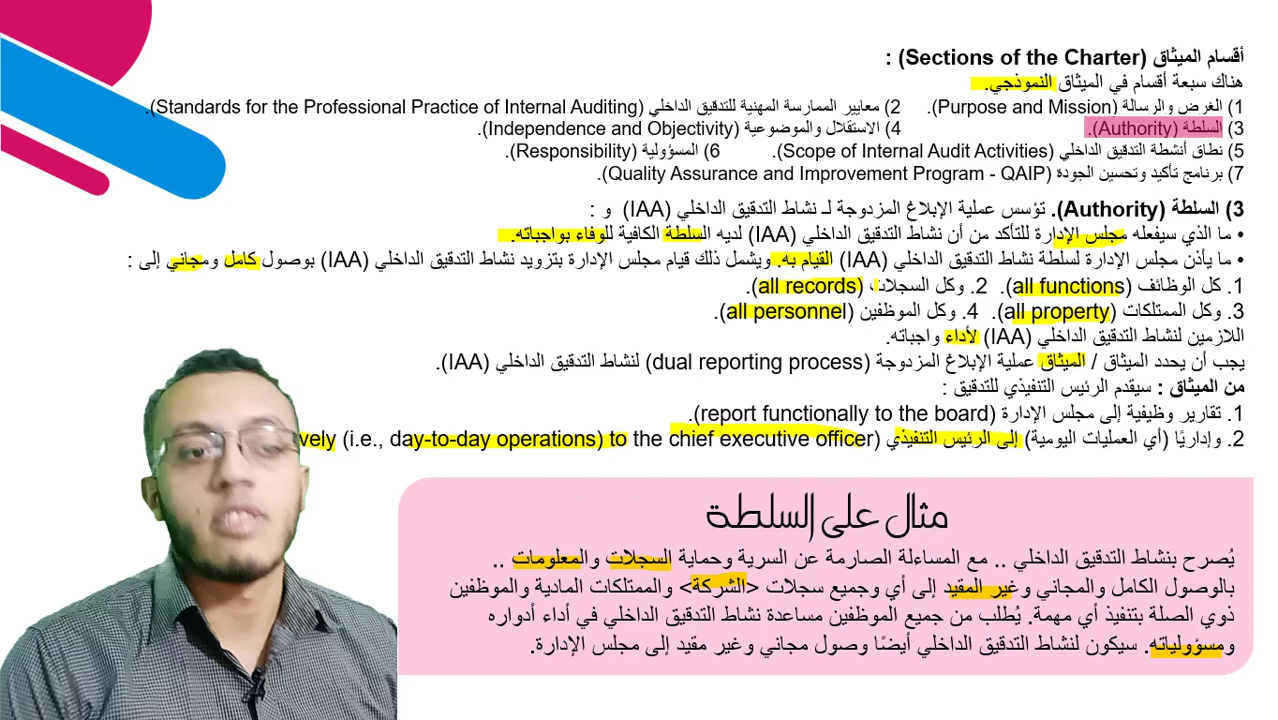 أقسام الميثاق (Sections of the Charter) :
هناك سبعة أقسام في الميثاق النموذجي.
1) الغرض والرسالة (Purpose and Mission). 2) معايير الممارسة المهنية للتدقيق الداخلي (Standards for the Professional Practice of Internal Auditing).
3) السلطة (Authority). 4) الاستقلال والموضوعية (Independence and Objectivity).
5) نطاق أنشطة التدقيق الداخلي (Scope of Internal Audit Activities). 6) المسؤولية (Responsibility).
7) برنامج تأكيد وتحسين الجودة (Quality Assurance and Improvement Program - QAIP).
3) السلطة (Authority). تؤسس عملية الإبلاغ المزدوجة لـ نشاط التدقيق الداخلي (IAA) و :
• ما الذي سيفعله مجلس الإدارة للتأكد من أن نشاط التدقيق الداخلي (IAA) لديه السلطة الكافية للوفاء بواجباته.
• ما يأذن مجلس الإدارة لسلطة نشاط التدقيق الداخلي (IAA) القيام به. ويشمل ذلك قيام مجلس الإدارة بتزويد نشاط التدقيق الداخلي (IAA) بوصول كامل ومجاني إلى :
1. كل الوظائف (all functions). 2. وكل السجلات، (all records).
3. وكل الممتلكات (all property). 4. وكل الموظفين (all personnel).
اللازمين لنشاط التدقيق الداخلي (IAA) لأداء واجباته.
يجب أن يحدد الميثاق / الميثاق عملية الإبلاغ المزدوجة (dual reporting process) لنشاط التدقيق الداخلي (IAA).
من الميثاق : سيقدم الرئيس التنفيذي للتدقيق :
1. تقارير وظيفية إلى مجلس الإدارة (report functionally to the board).
2. وإداريًا (أي العمليات اليومية) إلى الرئيس التنفيذي vely (i.e., day-to-day operations) to the chief executive officer)
مثال على السلطة
يُصرح بنشاط التدقيق الداخلي .. مع المساءلة الصارمة عن السرية وحماية السجلات والمعلومات ..
بالوصول الكامل والمجاني وغير المقيد إلى أي وجميع سجلات <الشركة> والممتلكات المادية والموظفين
ذوي الصلة بتنفيذ أي مهمة. يُطلب من جميع الموظفين مساعدة نشاط التدقيق الداخلي في أداء أدواره
ومسؤولياته. سيكون لنشاط التدقيق الداخلي أيضًا وصول مجاني وغير مقيد إلى مجلس الإدارة.